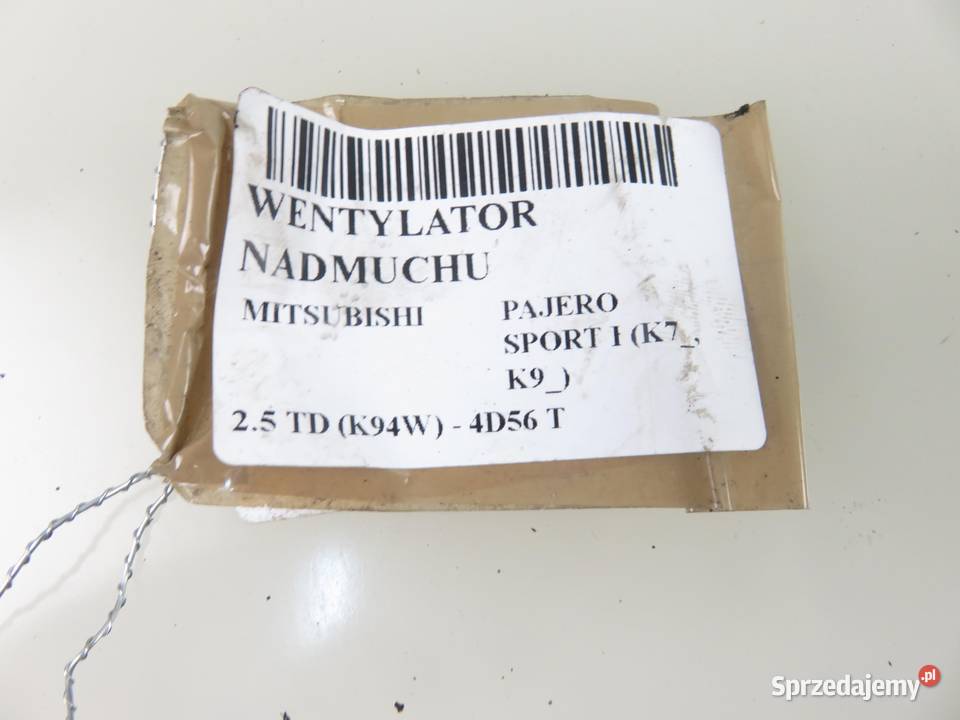 WENTYLATOR
NADMUCHU
MITSUBISHI PAJERO
SPORT I (K7_,
K9_)
2.5 TD (K94W) - 4D56 T
Sprzedajemy.pl